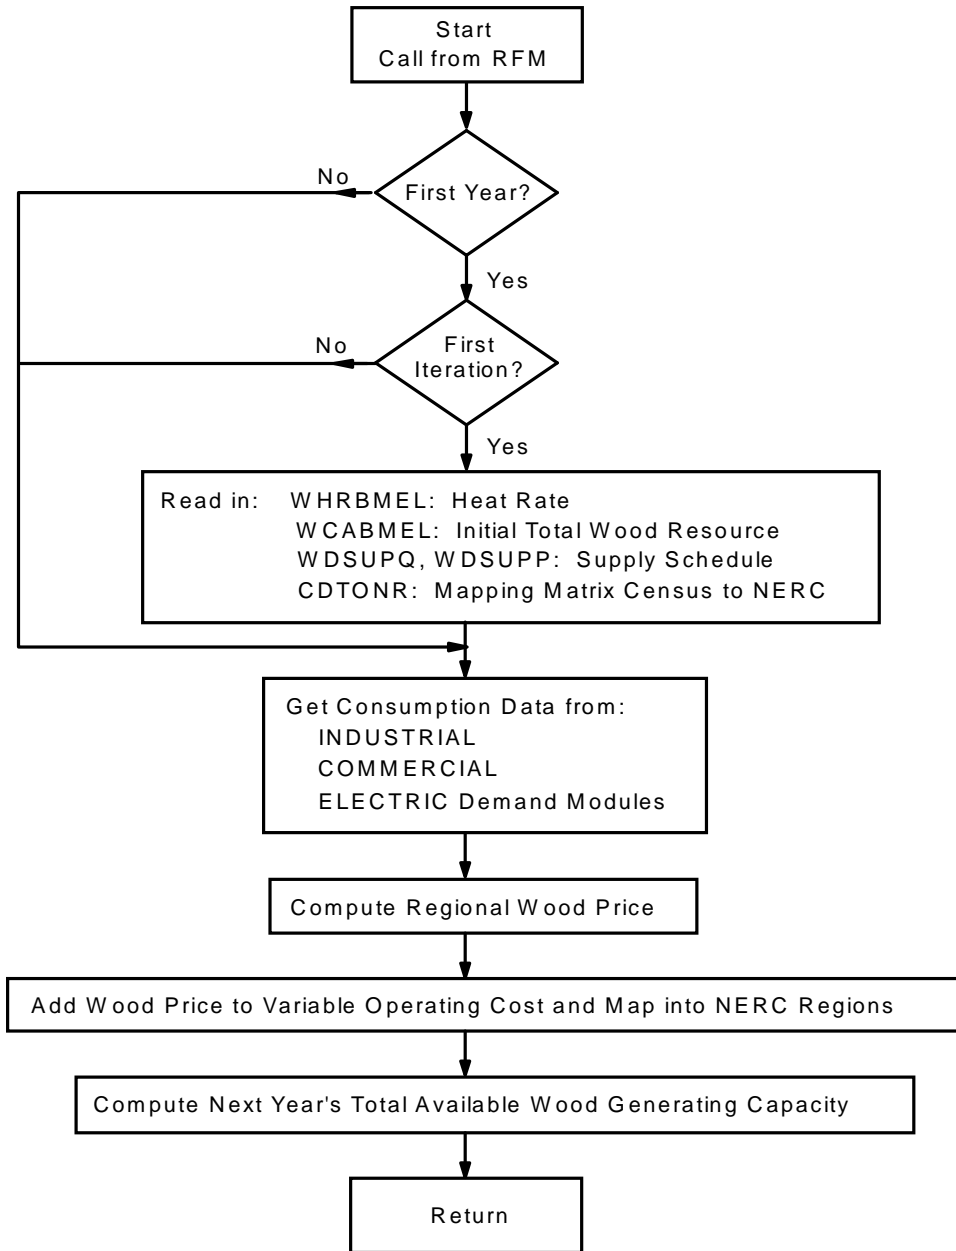 Start
Call from RFM
First Year?
No
Yes
First
Iteration?
No
Yes
Read in: WHRBMEL: Heat Rate
WCABMEL: Initial Total Wood Resource
WDSUPQ, WDSUPP: Supply Schedule
CDTONR: Mapping Matrix Census to NERC
Get Consumption Data from:
INDUSTRIAL
COMMERCIAL
ELECTRIC Demand Modules
Compute Regional Wood Price
Add Wood Price to Variable Operating Cost and Map into NERC Regions
Compute Next Year's Total Available Wood Generating Capacity
Return